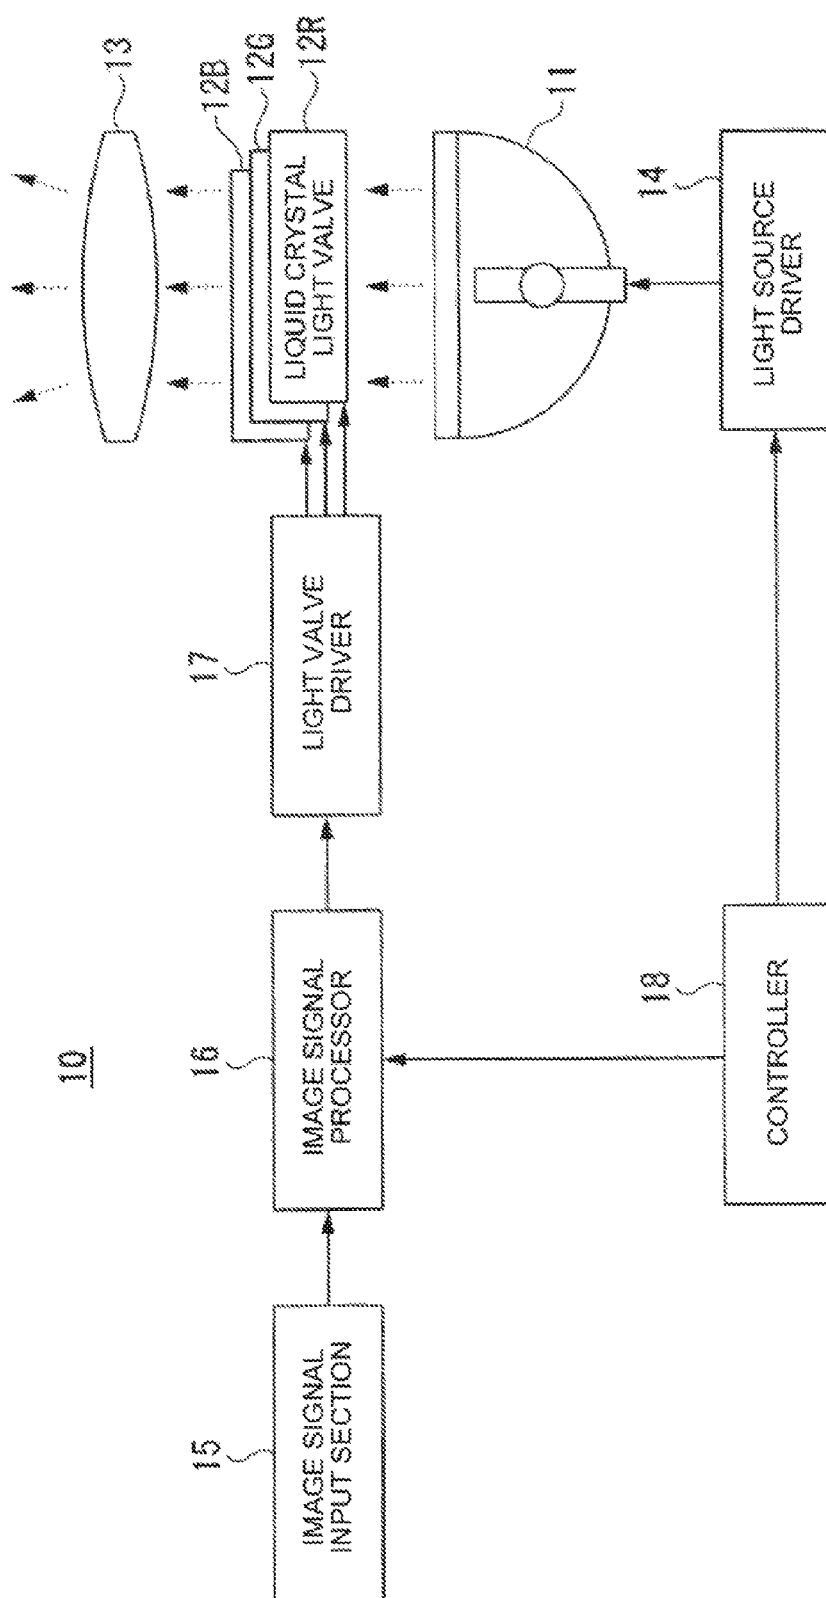 10
15
IMAGE SIGNAL
INPUT SECTION
16
IMAGE SIGNAL
PROCESSOR
17
LIGHT VALVE
DRIVER
13
12B
12G
12R
LIQUID CRYSTAL
LIGHT VALVE
11
18
CONTROLLER
14
LIGHT SOURCE
DRIVER